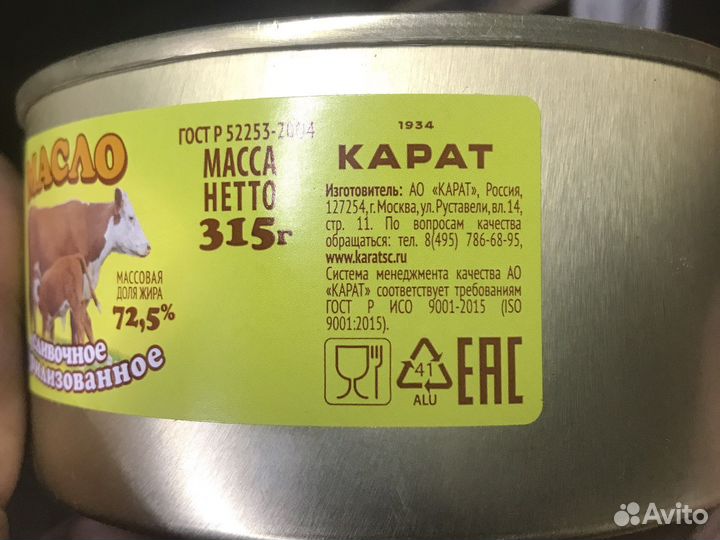 МАСЛО
МАССОВАЯ
ДОЛЯ ЖИРА
72,5%
СЛИВОЧНОЕ
ГОСТ Р 52253-2004
МАССА
НЕТТО
315г
1934
КАРАТ
Изготовитель: АО «КАРАТ», Россия,
127254, г. Москва, ул. Руставели, вл. 14,
стр. 11. По вопросам качества
обращаться: тел. 8(495) 786-68-95,
www.karatsc.ru
Система менеджмента качества АО
«КАРАТ» соответствует требованиям
ГОСТ Р ИСО 9001-2015 (ISO
9001:2015).
41
ALU
EAC
Avito